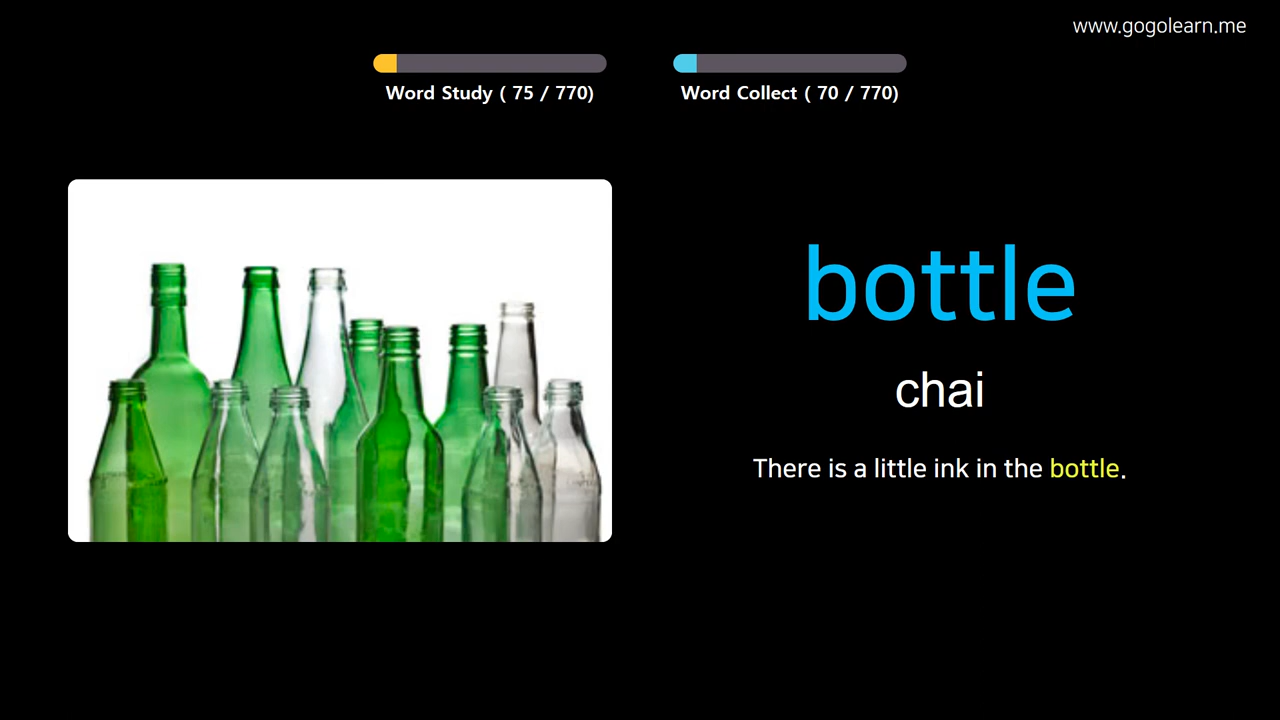 www.gogolearn.me
Word Study ( 75 / 770)
Word Collect ( 70 / 770)
bottle
chai
There is a little ink in the bottle.